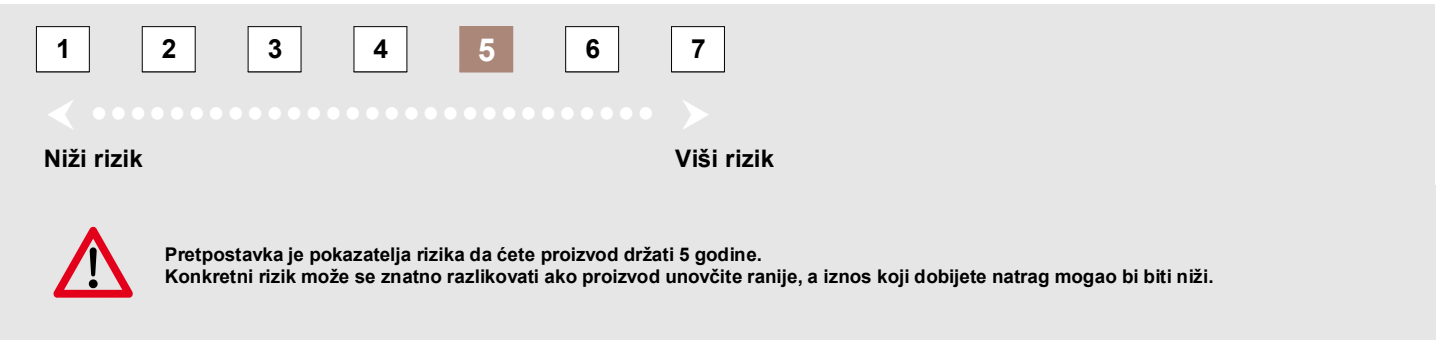 1 2 3 4 5 6 7
Niži rizik Viši rizik
Pretpostavka je pokazatelja rizika da ćete proizvod držati 5 godine.
Konkretni rizik može se znatno razlikovati ako proizvod unovčite ranije, a iznos koji dobijete natrag mogao bi biti niži.